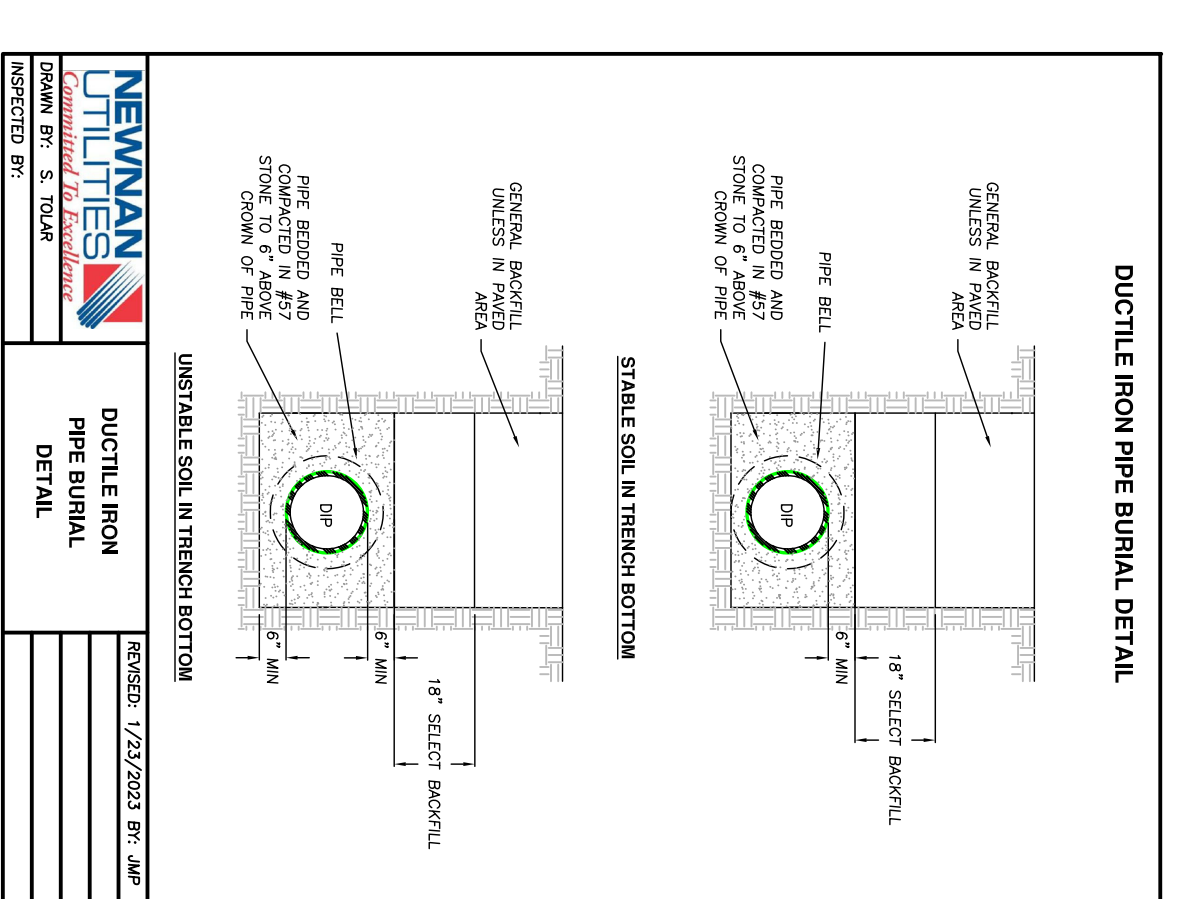 DUCTILE IRON PIPE BURIAL DETAIL
GENERAL BACKFILL
UNLESS IN PAVED
AREA
PIPE BELL
PIPE BEDDED AND
COMPACTED IN #57
STONE TO 6" ABOVE
CROWN OF PIPE
DIP
6" MIN
18" SELECT BACKFILL
STABLE SOIL IN TRENCH BOTTOM
GENERAL BACKFILL
UNLESS IN PAVED
AREA
PIPE BELL
PIPE BEDDED AND
COMPACTED IN #57
STONE TO 6" ABOVE
CROWN OF PIPE
DIP
18" SELECT BACKFILL
6" MIN
6" MIN
UNSTABLE SOIL IN TRENCH BOTTOM
NEWNAN
UTILITIES
Committed To Excellence
DRAWN BY: S. TOLAR
INSPECTED BY:
DUCTILE IRON
PIPE BURIAL
DETAIL
REVISED: 1/23/2023 BY: JMP